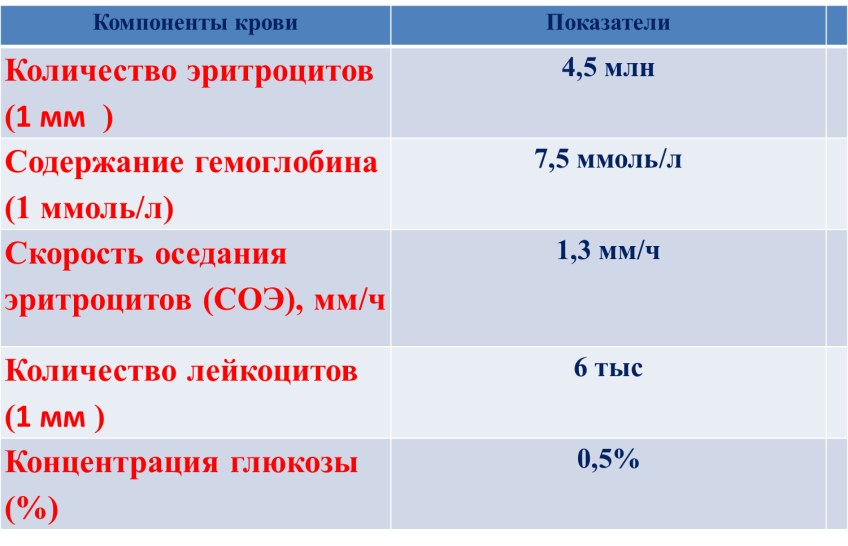 Компоненты крови
Показатели
Количество эритроцитов
(1 мм )
4,5 млн
Содержание гемоглобина
(1 ммоль/л)
7,5 ммоль/л
Скорость оседания
эритроцитов (СОЭ), мм/ч
1,3 мм/ч
Количество лейкоцитов
(1 мм )
6 тыс
Концентрация глюкозы
(%)
0,5%